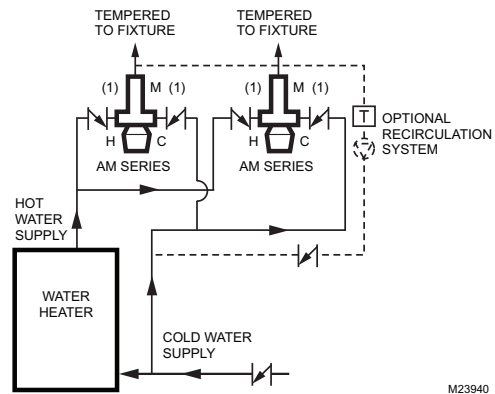 TEMPERED
TO FIXTURE
TEMPERED
TO FIXTURE
(1) M (1)
(1) M (1)
H C
H C
AM SERIES
AM SERIES
T
OPTIONAL
RECIRCULATION
SYSTEM
HOT
WATER
SUPPLY
WATER
HEATER
COLD WATER
SUPPLY
M23940